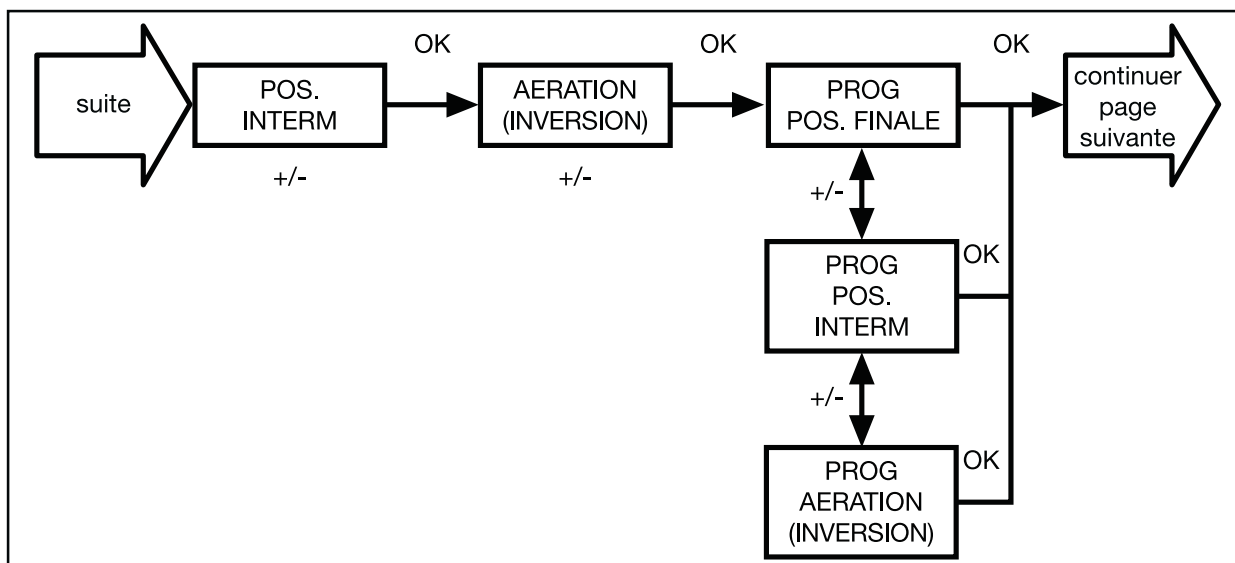 suite
POS.
INTERM
+/-
OK
AERATION
(INVERSION)
+/-
OK
PROG
POS. FINALE
OK
continuer
page
suivante
+/-
PROG
POS.
INTERM
OK
+/-
PROG
AERATION
(INVERSION)
OK